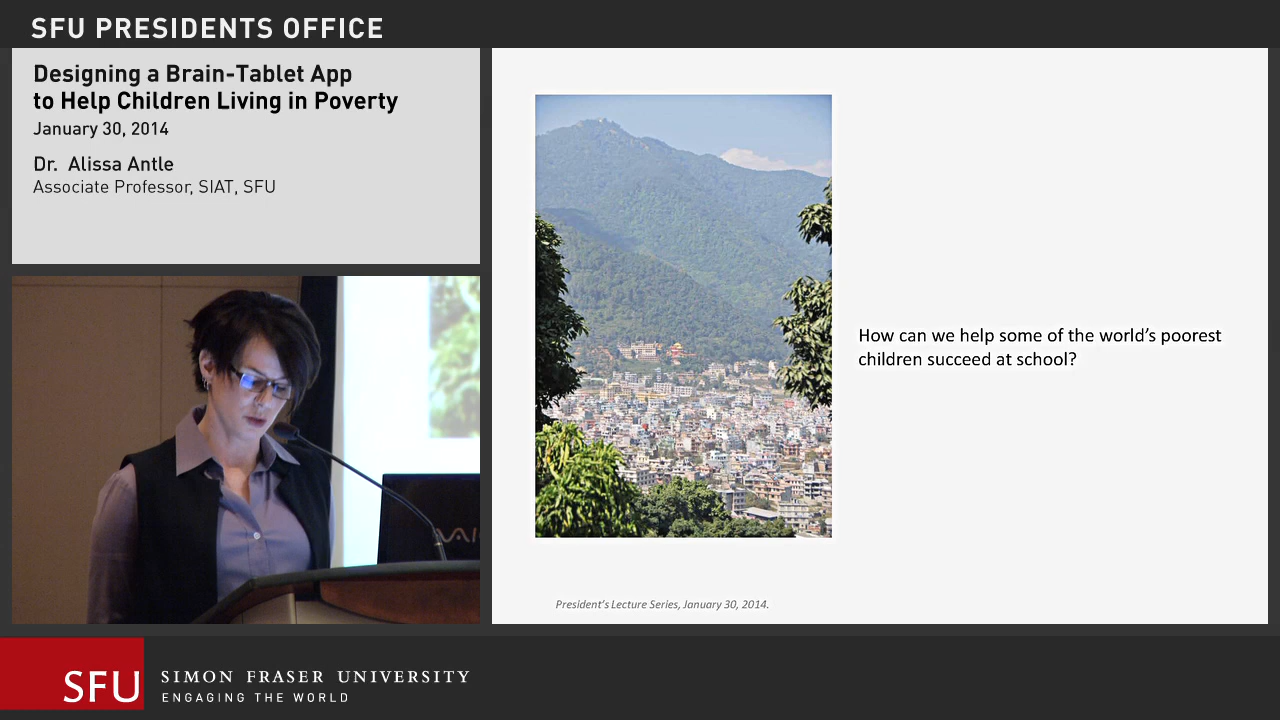 SFU PRESIDENTS OFFICE
Designing a Brain-Tablet App
to Help Children Living in Poverty
January 30, 2014
Dr. Alissa Antle
Associate Professor, SIAT, SFU
How can we help some of the world's poorest
children succeed at school?
President's Lecture Series, January 30, 2014.
VAIO
SFU
SIMON FRASER UNIVERSITY
ENGAGING THE WORLD